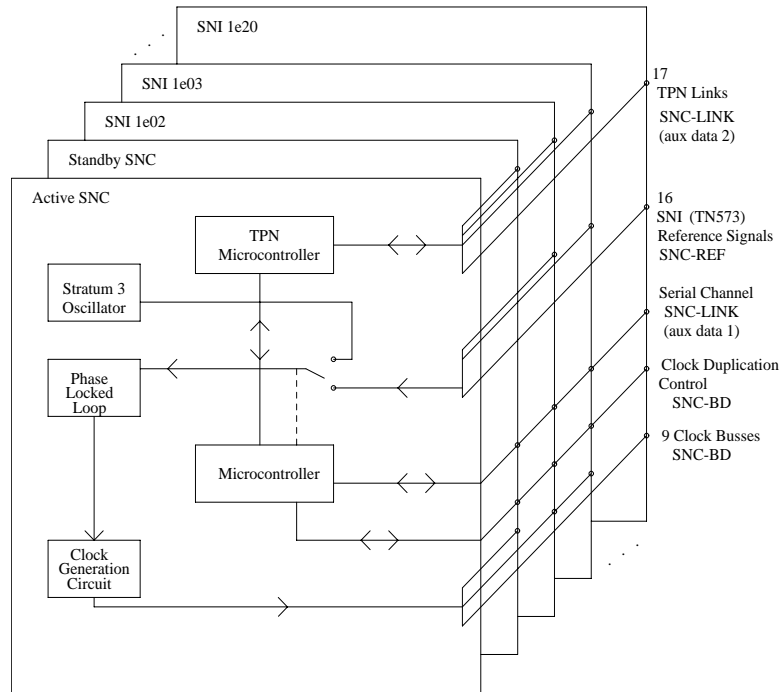 SNI 1e20
SNI 1e03
SNI 1e02
Standby SNC
Active SNC
TPN
Microcontroller
Stratum 3
Oscillator
Phase
Locked
Loop
Microcontroller
Clock
Generation
Circuit
17
TPN Links
SNC-LINK
(aux data 2)
16
SNI (TN573)
Reference Signals
SNC-REF
Serial Channel
SNC-LINK
(aux data 1)
Clock Duplication
Control
SNC-BD
9 Clock Busses
SNC-BD